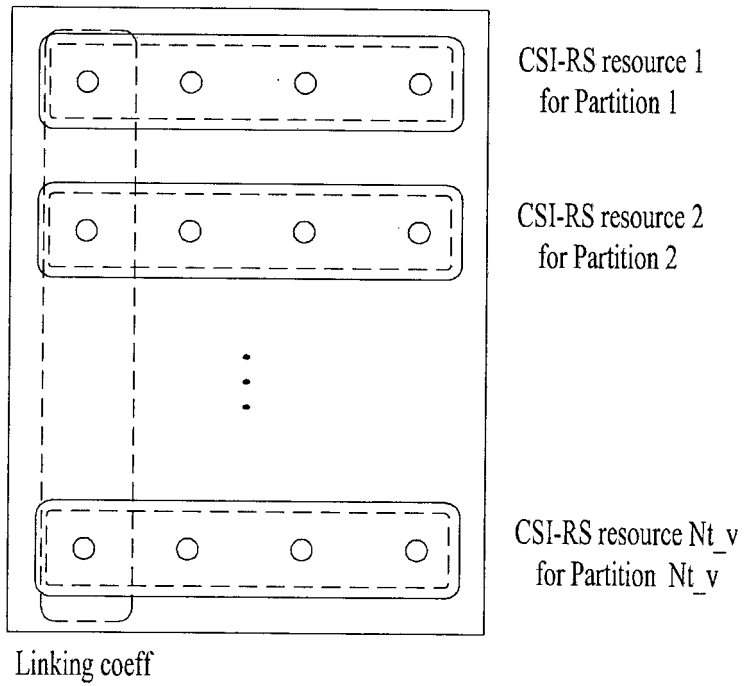 CSI-RS resource 1
for Partition 1
CSI-RS resource 2
for Partition 2
CSI-RS resource Nt_v
for Partition Nt_v
Linking coeff